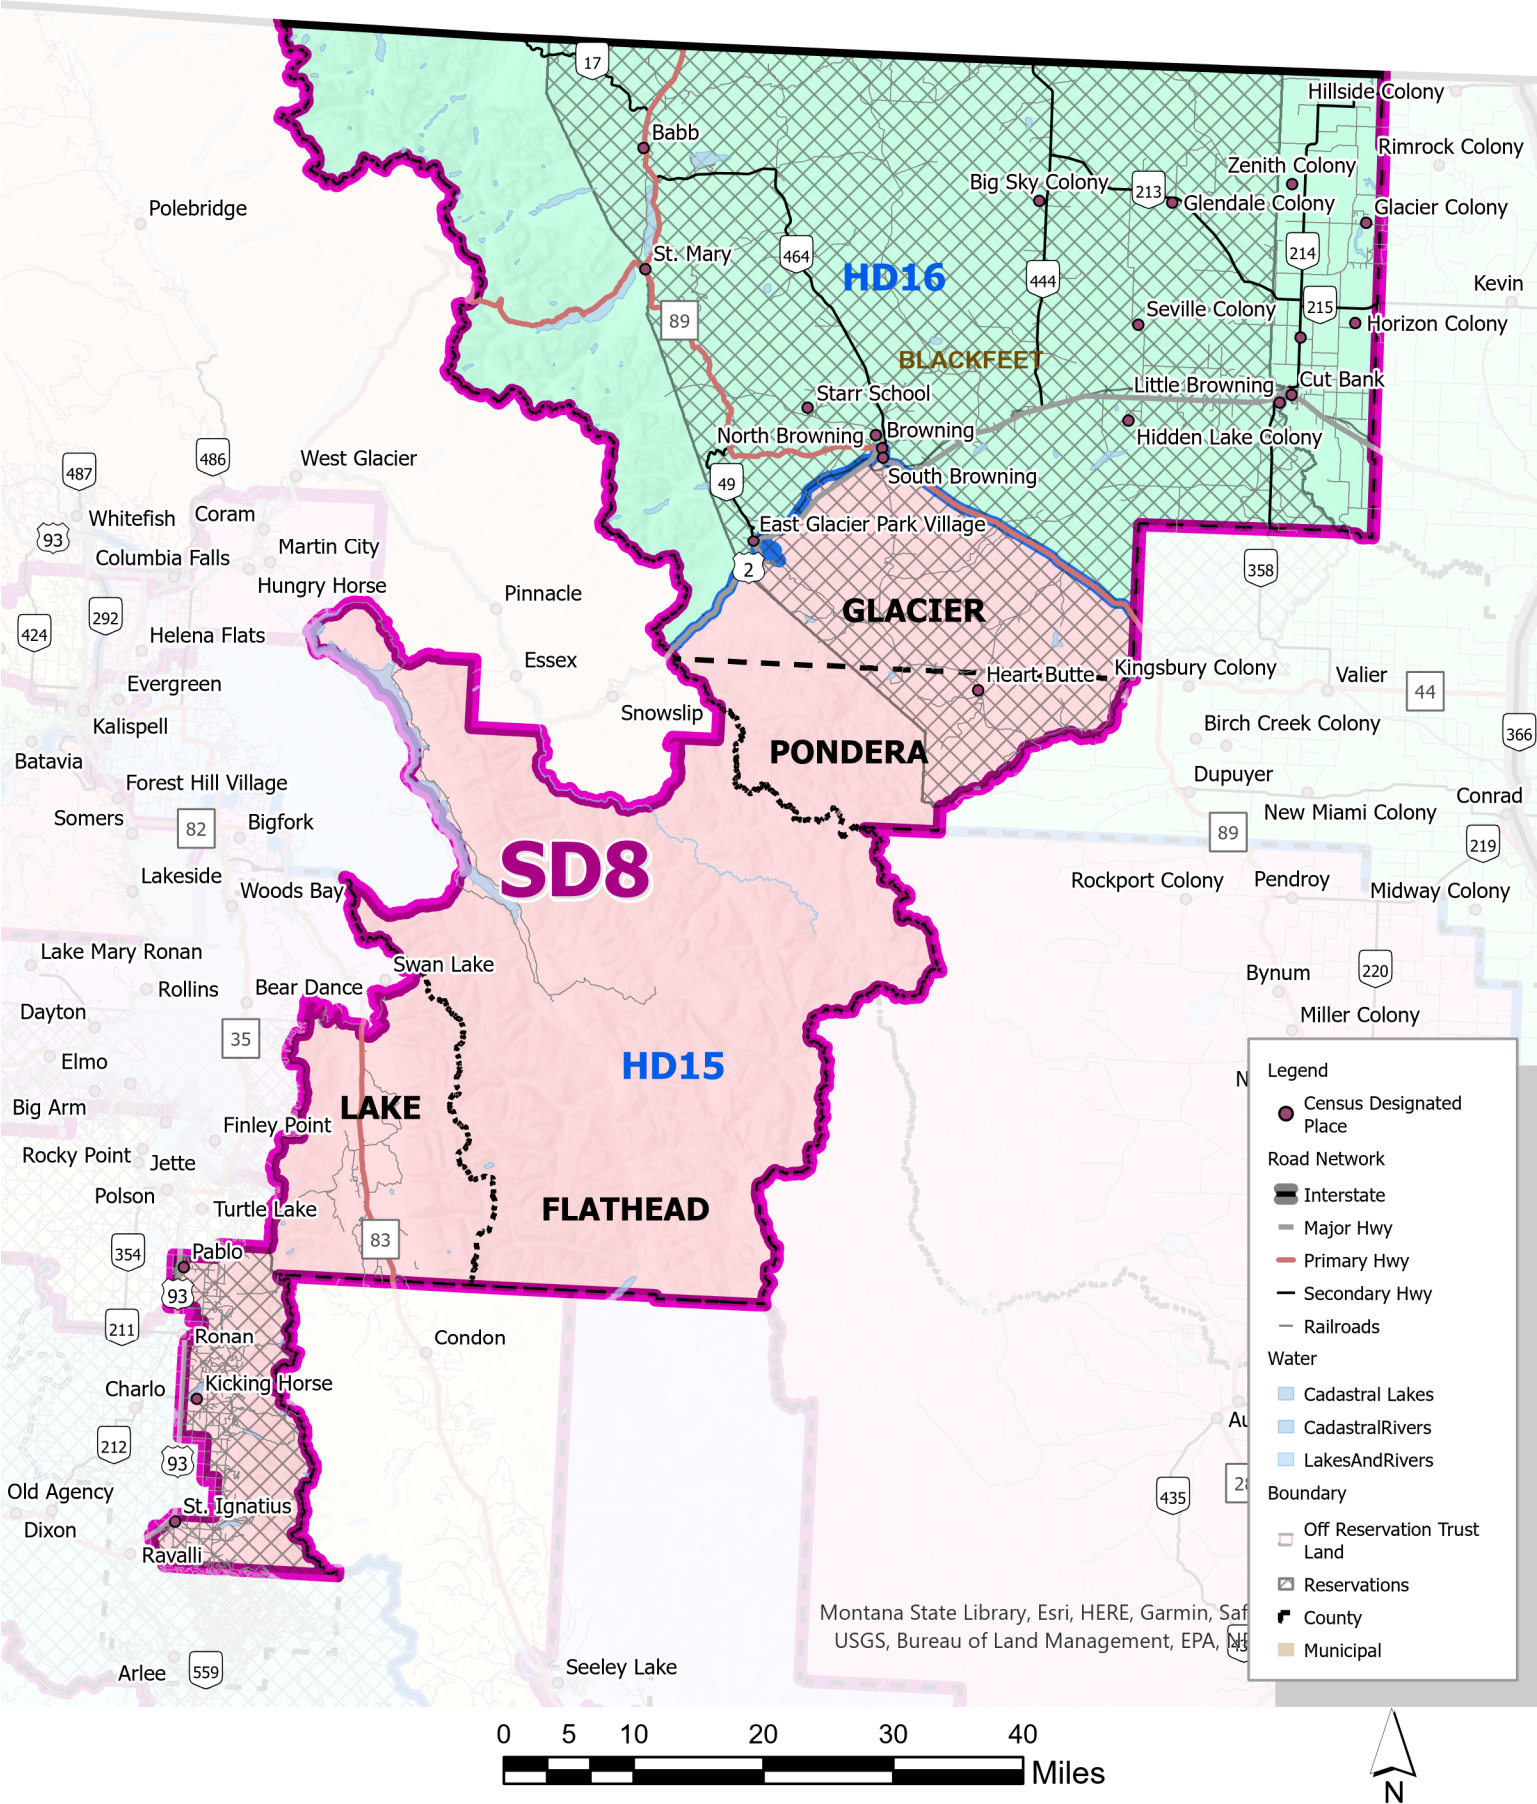 17
Hillside Colony
Babb
Rimrock Colony
Zenith Colony
Big Sky Colony
213
Glendale Colony
Polebridge
Glacier Colony
St. Mary
464
214
HD16
444
Kevin
215
Seville Colony
89
Horizon Colony
BLACKFEET
Cut Bank
Little Browning
Starr School
North Browning
Browning
Hidden Lake Colony
486
West Glacier
487
South Browning
49
Whitefish
Coram
East Glacier Park Village
93
Martin City
Columbia Falls
2
358
Hungry Horse
Pinnacle
292
GLACIER
424
Helena Flats
Essex
Heart Butte
Kingsbury Colony
Valier
Evergreen
44
Snowslip
Kalispell
Birch Creek Colony
366
PONDERA
Batavia
Dupuyer
Forest Hill Village
Conrad
New Miami Colony
Somers
82
Bigfork
89
219
SD8
Lakeside
Rockport Colony
Pendroy
Woods Bay
Midway Colony
Lake Mary Ronan
Swan Lake
220
Bynum
Rollins
Bear Dance
Dayton
Miller Colony
35
Elmo
HD15
N
Big Arm
LAKE
Finley Point
Rocky Point
Jette
Polson
Turtle Lake
FLATHEAD
83
354
Pablo
93
211
Ronan
Condon
Kicking Horse
Charlo
Au
212
93
Old Agency
28
435
St. Ignatius
Dixon
Ravalli
Arlee
559
Seeley Lake
Legend
Census Designated
Place
Road Network
Interstate
Major Hwy
Primary Hwy
Secondary Hwy
Railroads
Water
Cadastral Lakes
CadastralRivers
LakesAndRivers
Boundary
Off Reservation Trust
Land
Reservations
County
Municipal
Montana State Library, Esri, HERE, Garmin, Saf
USGS, Bureau of Land Management, EPA,
0 5 10 20 30 40
Miles
N